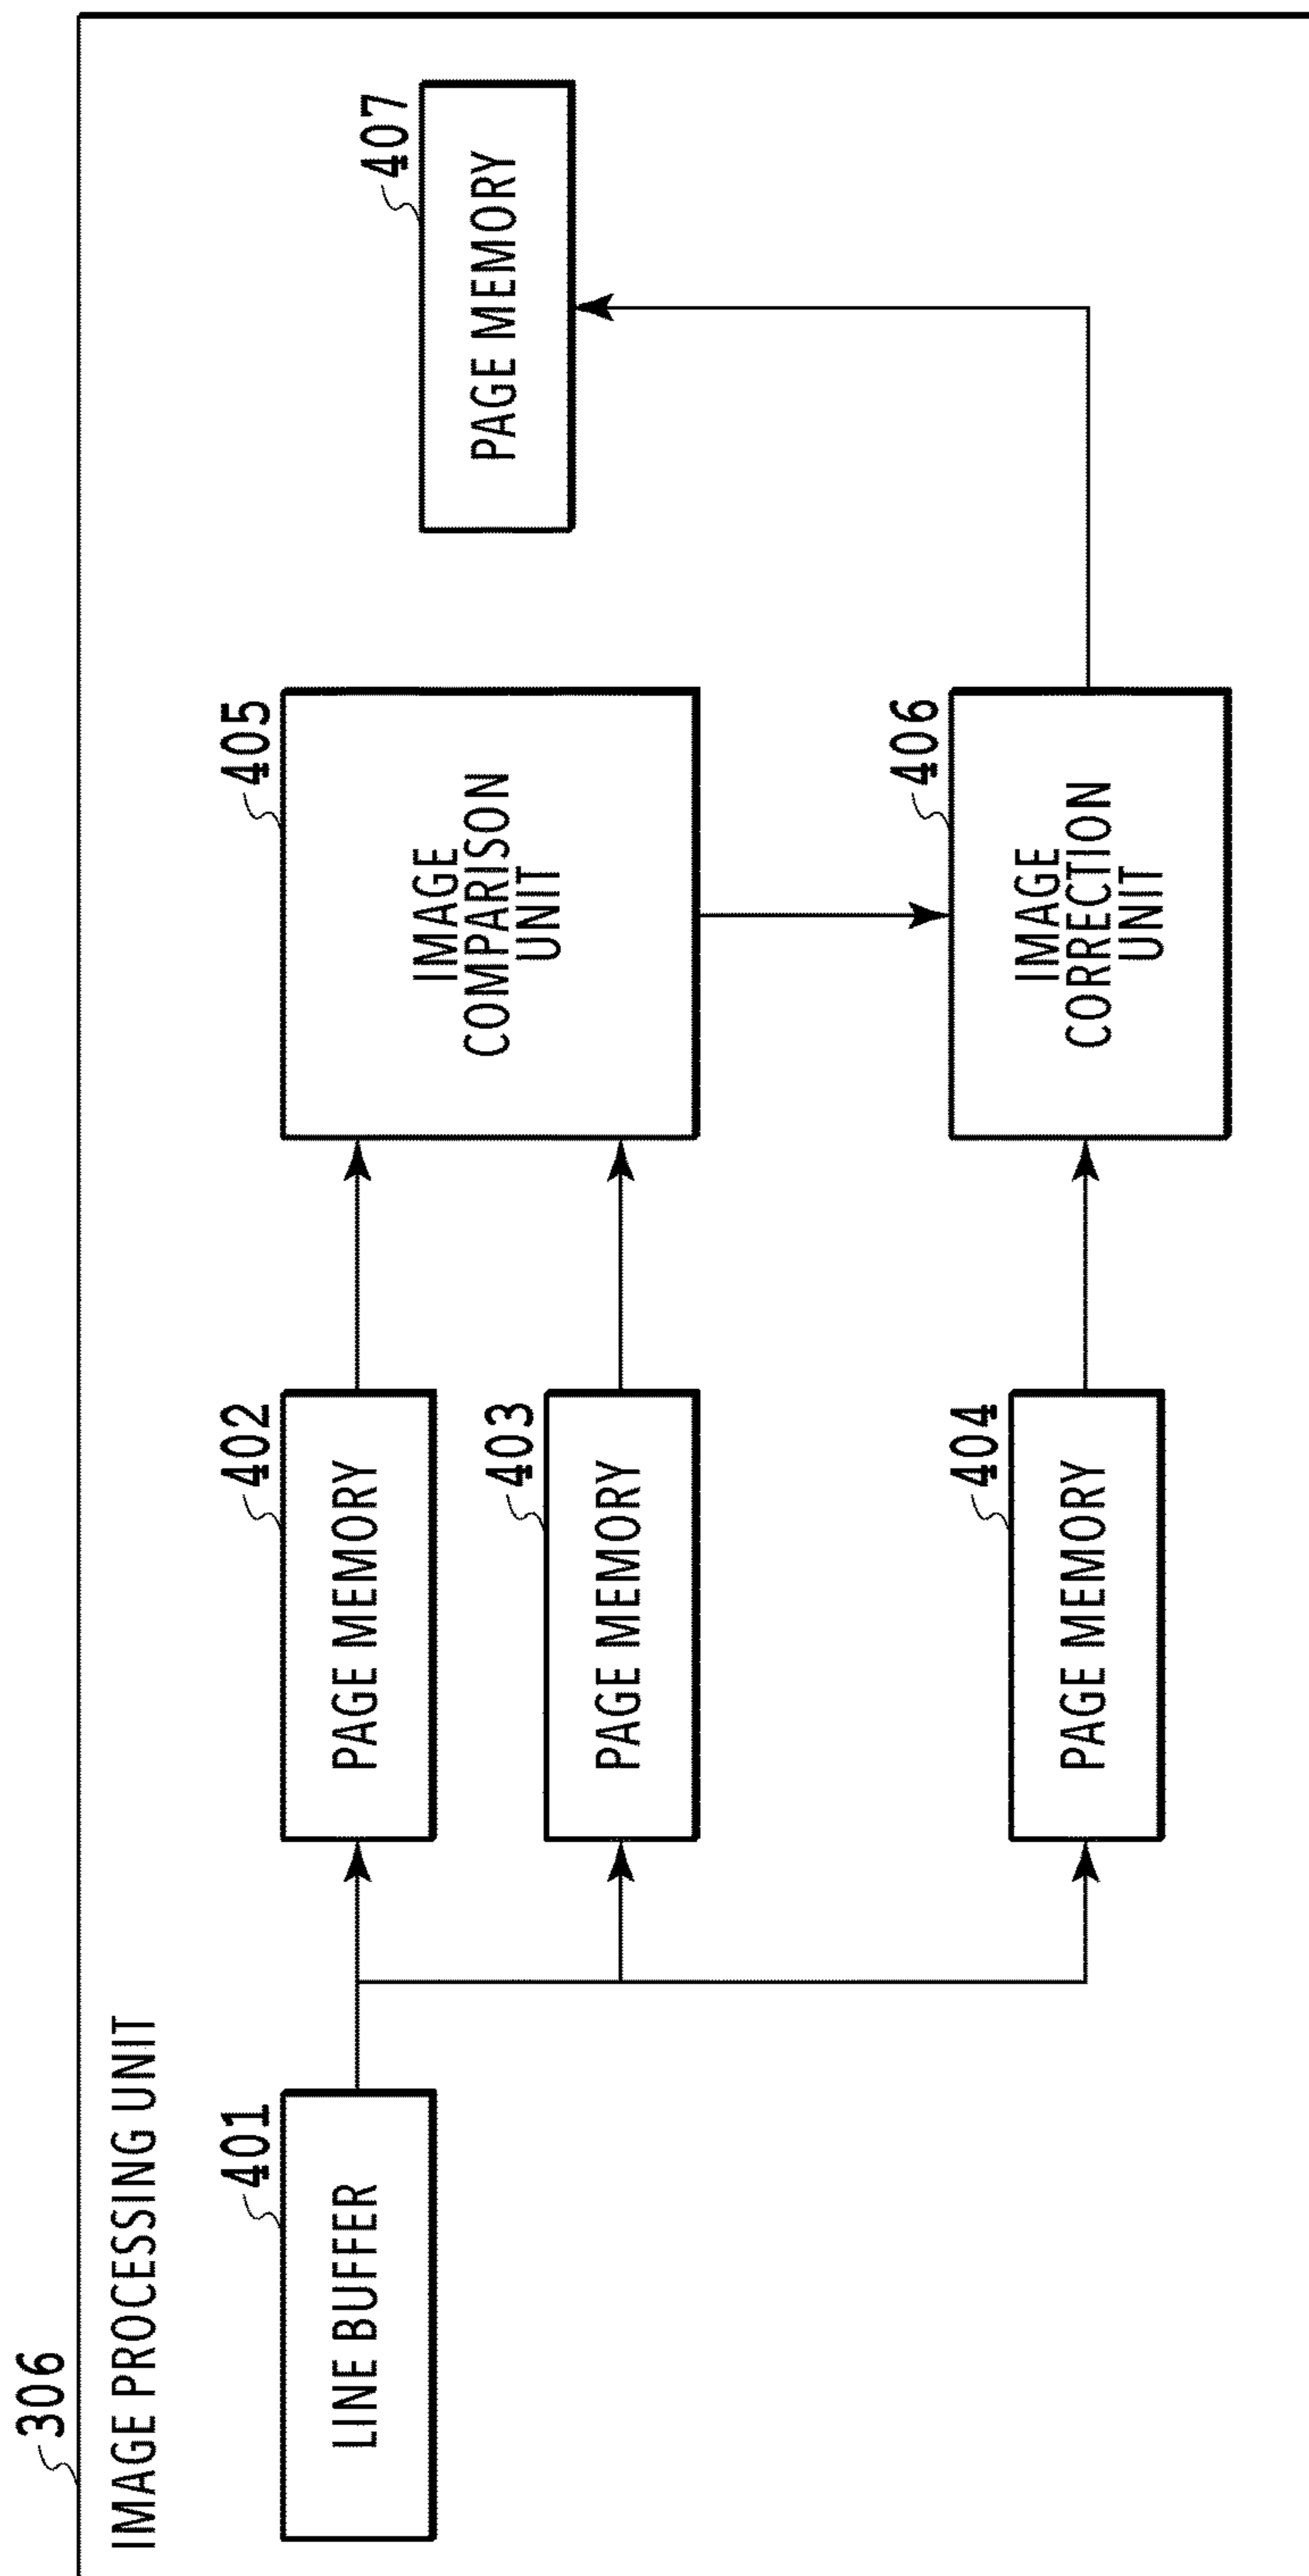 306
IMAGE PROCESSING UNIT
401
LINE BUFFER
402
PAGE MEMORY
403
PAGE MEMORY
404
PAGE MEMORY
405
IMAGE
COMPARISON
UNIT
406
IMAGE
CORRECTION
UNIT
407
PAGE MEMORY